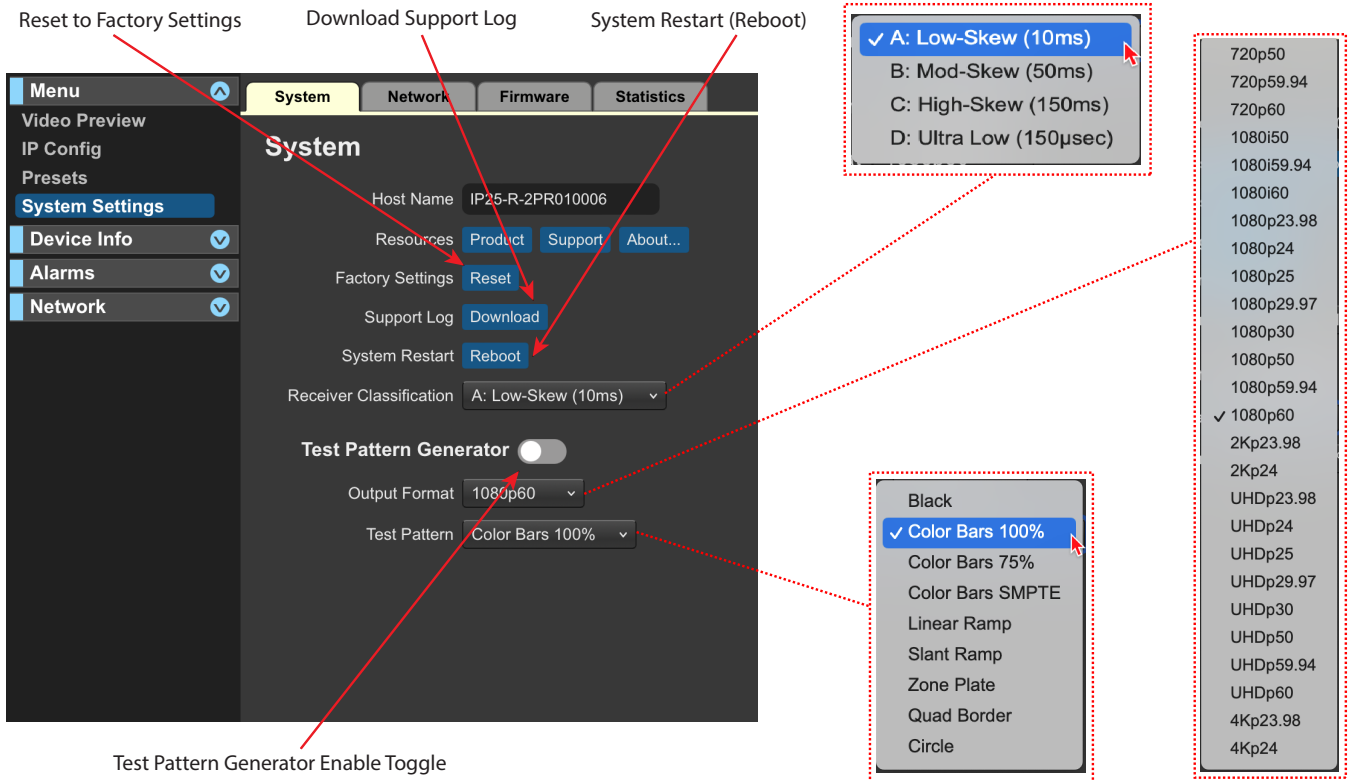 Reset to Factory Settings
Download Support Log
System Restart (Reboot)
Menu
Video Preview
IP Config
Presets
System Settings
Device Info
Alarms
Network
System
Network
Firmware
Statistics
System
Host Name IP25-R-2PR010006
Resources Product Support About...
Factory Settings Reset
Support Log Download
System Restart Reboot
Receiver Classification A: Low-Skew (10ms)
Test Pattern Generator
Output Format 1080p60
Test Pattern Color Bars 100%
Test Pattern Generator Enable Toggle
A: Low-Skew (10ms)
B: Mod-Skew (50ms)
C: High-Skew (150ms)
D: Ultra Low (150µsec)
Black
Color Bars 100%
Color Bars 75%
Color Bars SMPTE
Linear Ramp
Slant Ramp
Zone Plate
Quad Border
Circle
720p50
720p59.94
720p60
1080i50
1080i59.94
1080i60
1080p23.98
1080p24
1080p25
1080p29.97
1080p30
1080p50
1080p59.94
1080p60
2Kp23.98
2Kp24
UHDp23.98
UHDp24
UHDp25
UHDp29.97
UHDp30
UHDp50
UHDp59.94
UHDp60
4Kp23.98
4Kp24